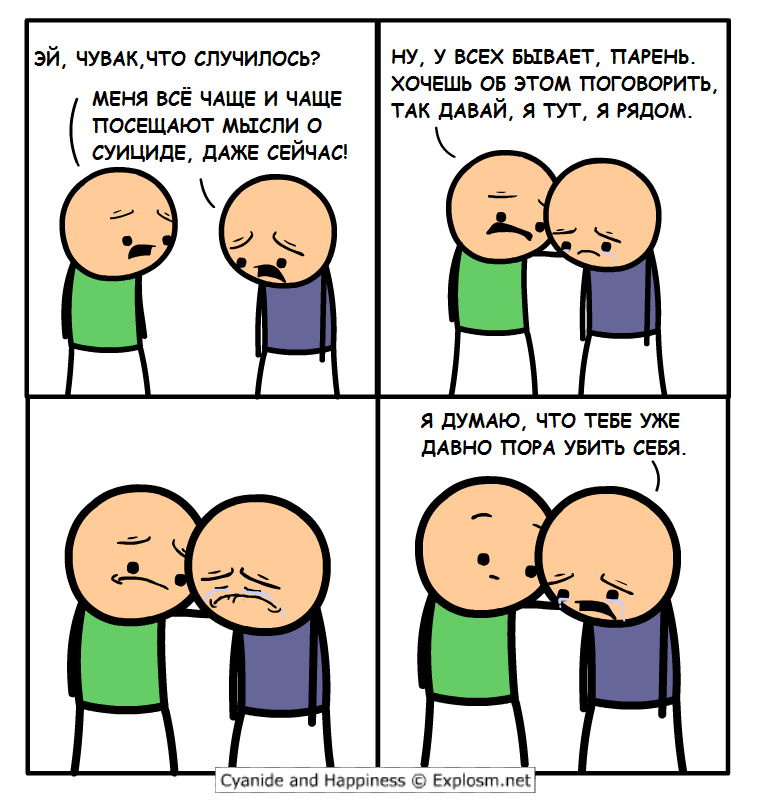 ЭЙ, ЧУВАК,ЧТО СЛУЧИЛОСЬ?
МЕНЯ ВСЁ ЧАЩЕ И ЧАЩЕ
ПОСЕЩАЮТ МЫСЛИ О
СУИЦИДЕ, ДАЖЕ СЕЙЧАС!
НУ, У ВСЕХ БЫВАЕТ, ПАРЕНЬ.
ХОЧЕШЬ ОБ ЭТОМ ПОГОВОРИТЬ,
ТАК ДАВАЙ, Я ТУТ, Я РЯДОМ.
Я ДУМАЮ, ЧТО ТЕБЕ УЖЕ
ДАВНО ПОРА УБИТЬ СЕБЯ.
Cyanide and Happiness © Explosm.net